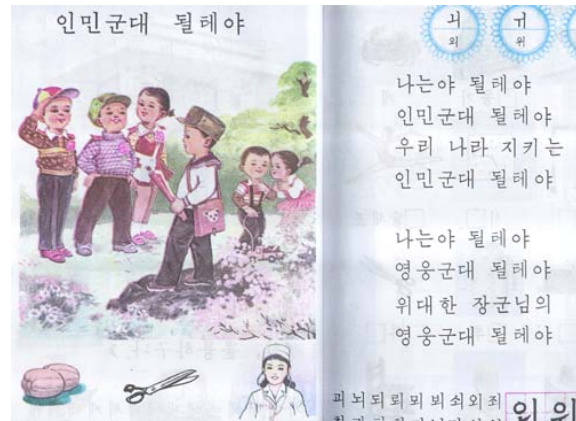 인민군대 될테야
외 위
나는야 될테야
인민군대 될테야
우리 나라 지키는
인민군대 될테야
나는야 될테야
영웅군대 될테야
위대한 장군님의
영웅군대 될테야
괴뇌되뢰뫼뵈쇠외죄